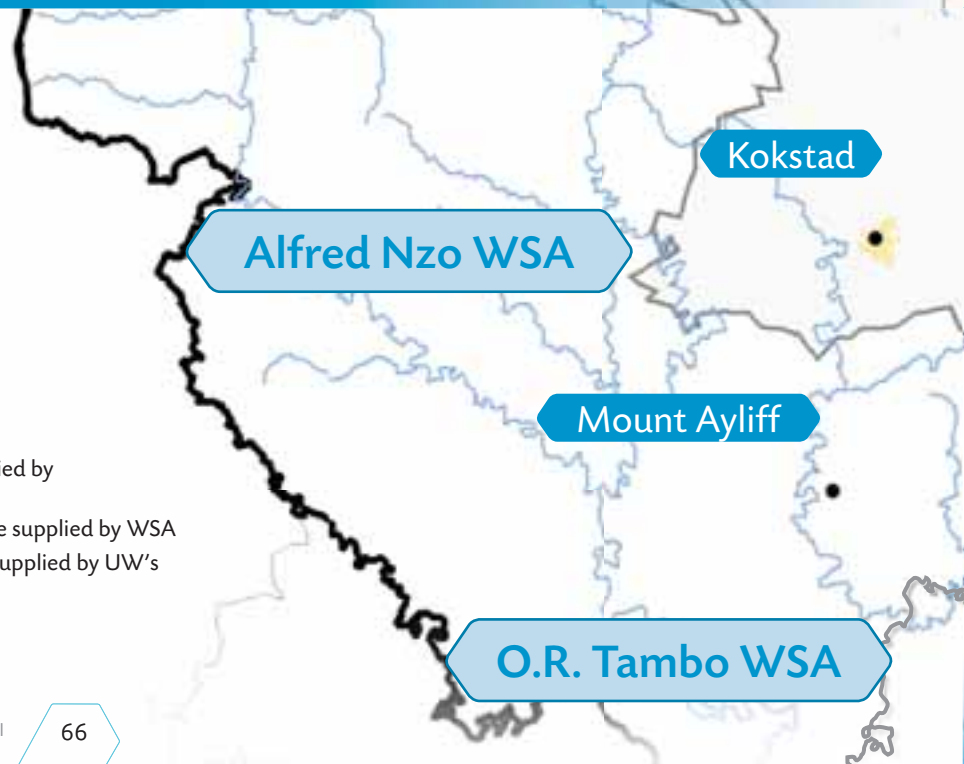 Kokstad
Alfred Nzo WSA
Mount Ayliff
ied by
e supplied by WSA
upplied by UW's
O.R. Tambo WSA
66